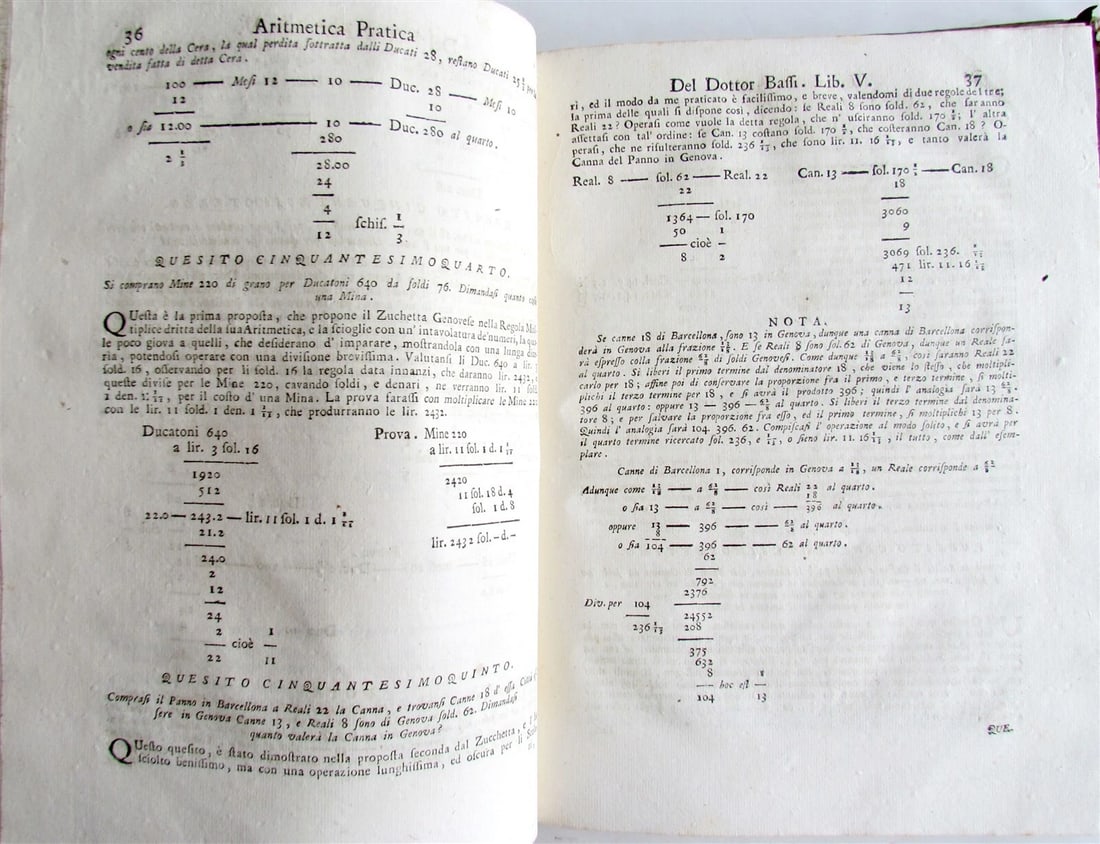 36 Aritmetica Pratica
ogni cento della Cera, la qual perdita sottratta dalli Ducati 28, restano Ducati 25
vendita fatta di detta Cera.
100 — Mesi 12 — 10 — Duc. 28 — Mesi 10
12 10
o sia 12.00 — 10 — Duc. 280 al quarto.
280
2 1/3
28.00
24
4
12 schis. 1/3
QUESITO CINQUANTESIMOQUARTO.
Si comprano Mine 220 di grano per Ducatoni 640 da soldi 76. Dimandasi quanto
una Mina.
QUesta è la prima proposta, che propone il Zuchetta Genovese nella Regola
tiplice dritta della sua Aritmetica, e la scioglie con un' intavolatura de' numeri, la
le poco giova a quelli, che desiderano d' imparare, mostrandola con una lunga
ria, potendosi operare con una divisione brevissima. Valutansi li Duc. 640 a lir. 3
sold. 16, osservando per li sold. 16 la regola data innanzi, che daranno lir. 2432,
queste divise per le Mine 220, cavando soldi, e denari, ne verranno lir. 11
1 den. 1 1/11, per il costo d' una Mina. La prova farassi con moltiplicare le Mine 220
con le lir. 11 sold. 1 den. 1 1/11, che produrranno le lir. 2432.
Ducatoni 640 Prova. Mine 220
a lir. 3 sol. 16 a lir. 11 sol. 1 d. 1 1/11
1920 2420
512 11 sol. 18 d. 4
sol. 1 d. 8
22.0 — 243.2 — lir. 11 sol. 1 d. 1 1/11
21.2 lir. 2432 sol. - d. -
24.0
2
12
24
2 1
— cioè —
22 11
QUESITO CINQUANTESIMOQUINTO.
Comprasi il Panno in Barcellona a Reali 22 la Canna, e trovansi Canne 18 d' essa
sere in Genova Canne 13, e Reali 8 sono di Genova sold. 62. Dimandasi
quanto valerà la Canna in Genova?
QUesto quesito, è stato dimostrato nella proposta seconda dal Zucchetta, e
sciolto benissimo, ma con una operazione lunghissima, ed oscura per li
Del Dottor Bassi. Lib. V. 37
ri, ed il modo da me praticato è facilissimo, e breve, valendomi di due regole del tre;
la prima delle quali si dispone così, dicendo: se Reali 8 sono sold. 62, che faranno
Reali 22? Operasi come vuole la detta regola, che n' usciranno sold. 170 1/2; l' altra
assettasi con tal' ordine: se Can. 13 costano sold. 170 1/2, che costeranno Can. 18? O-
perasi, che ne risulteranno sold. 236 1/13, che sono lir. 11. 16 1/13, e tanto valerà la
Canna del Panno in Genova.
Real. 8 — sol. 62 — Real. 22 Can. 13 — sol. 170 1/2 — Can. 18
22 18
1364 — sol. 170 3060
50 1 9
— cioè —
8 2 3069 sol. 236. 1/13
471 lir. 11. 16 1/13
12
13
NOTA.
Se canne 18 di Barcellona, sono 13 in Genova, dunque una canna di Barcellona corrispon-
derà in Genova alla frazione 13/18. E se Reali 8 sono sol. 62 di Genova, dunque un Reale sa-
rà espresso colla frazione 62/8 di soldi Genovesi. Come dunque 13/18 a 62/8, così saranno Reali 22
al quarto. Si liberi il primo termine dal denominatore 18, che viene lo stesso, che molti-
carlo per 18; affine poi di conservare la proporzione fra il primo, e terzo termine, si molti-
plichi il terzo termine per 18, e si avrà il prodotto 396; quindi l' analogia sarà 13 62/8
396 al quarto: oppure 13 — 396 — 62/8 al quarto. Si liberi il terzo termine dal denomina-
tore 8; e per salvare la proporzione fra esso, ed il primo termine, si moltiplichi 13 per 8.
Quindi l' analogia sarà 104. 396. 62. Compiscasi l' operazione al modo solito, e si avrà per
il quarto termine ricercato sol. 236, e 1/13, o sieno lir. 11. 16 1/13, il tutto, come dall' esem-
plare.
Canne di Barcellona 1, corrisponde in Genova a 13/18, un Reale corrisponde a 62/8
Adunque come 13/18 — a 62/8 — così Reali 22 al quarto.
18
o sia 13 — a 62/8 — così — 396 al quarto.
oppure 13 — 396 — — 62/8 al quarto.
8
o sia 104 — 396 — — 62 al quarto.
62
792
2376
Div. per 104
24552
236 1/13 208
375
632
8 1
— hoc est —
104 13
QUE-